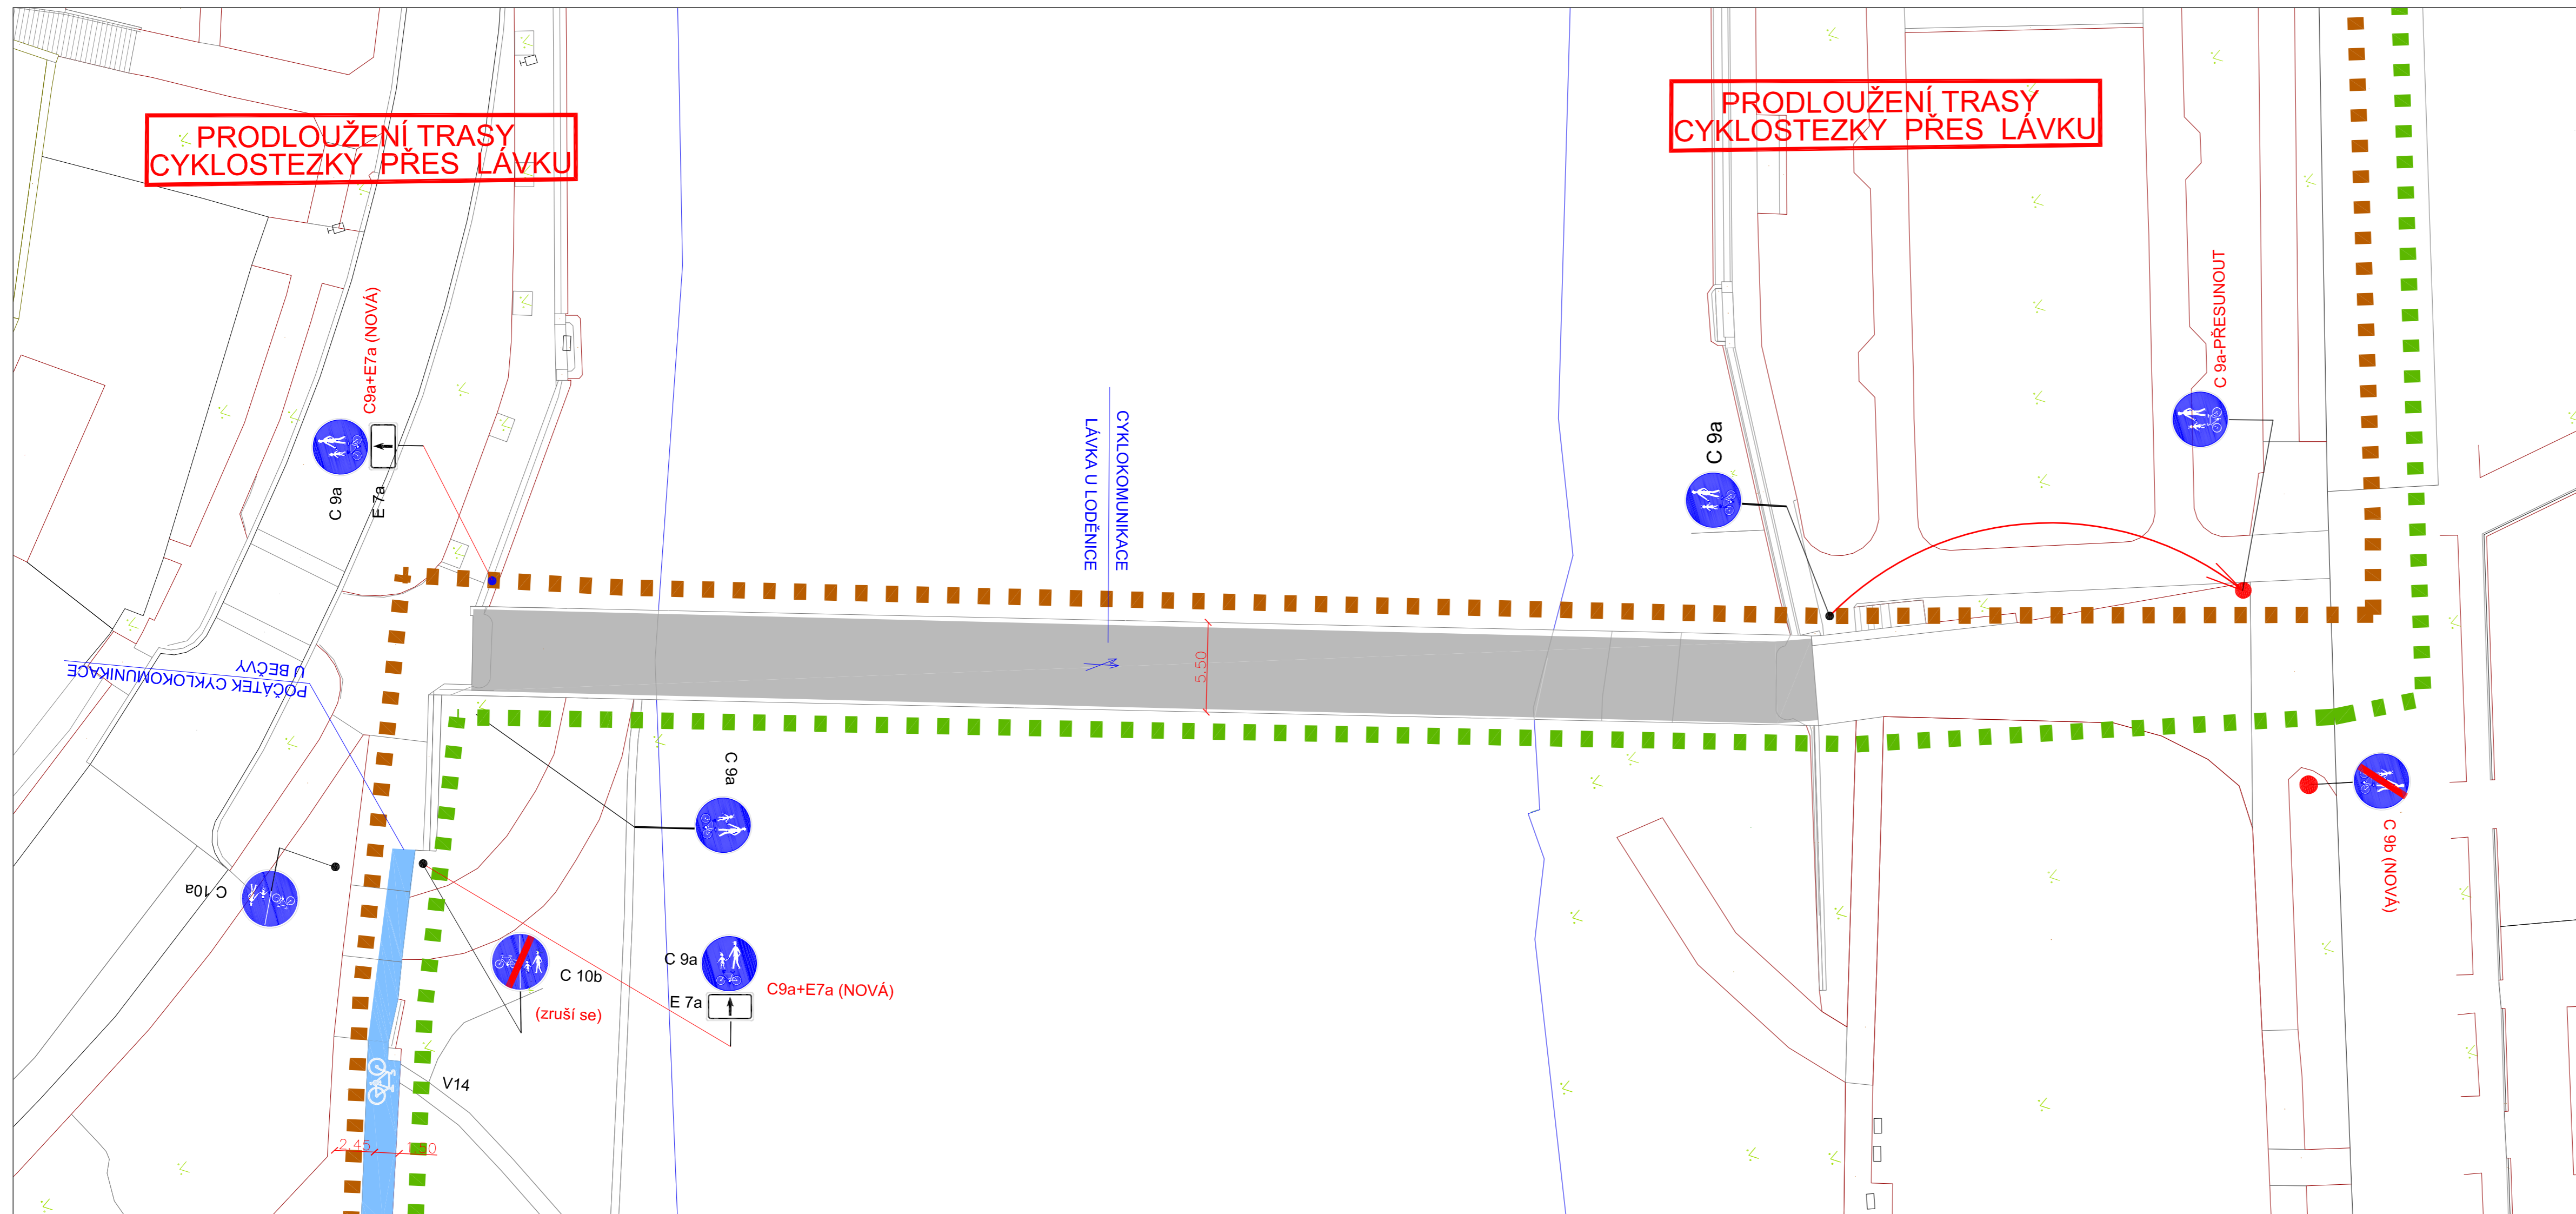 PRODLOUŽENÍ TRASY
CYKLOSTEZKY PŘES LÁVKU
PRODLOUŽENÍ TRASY
CYKLOSTEZKY PŘES LÁVKU
C9a+E7a (NOVÁ)
C 9a
E 7a
CYKLOKOMUNIKACE
LÁVKA U LODĚNICE
C 9a
C 9a-PŘESUNOUT
POČÁTEK CYKLOKOMUNIKACE
U BEČVY
5,50
C 9a
C 10a
C 10b
(zruší se)
C 9a
E 7a
C9a+E7a (NOVÁ)
C 9b (NOVÁ)
V14
2,45